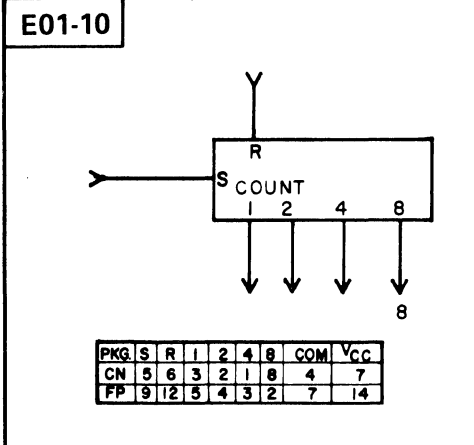 E01-10
R
S COUNT
1 2 4 8
8
PKG. S R 1 2 4 8 COM VCC
CN 5 6 3 2 1 8 4 7
FP 9 12 5 4 3 2 7 14